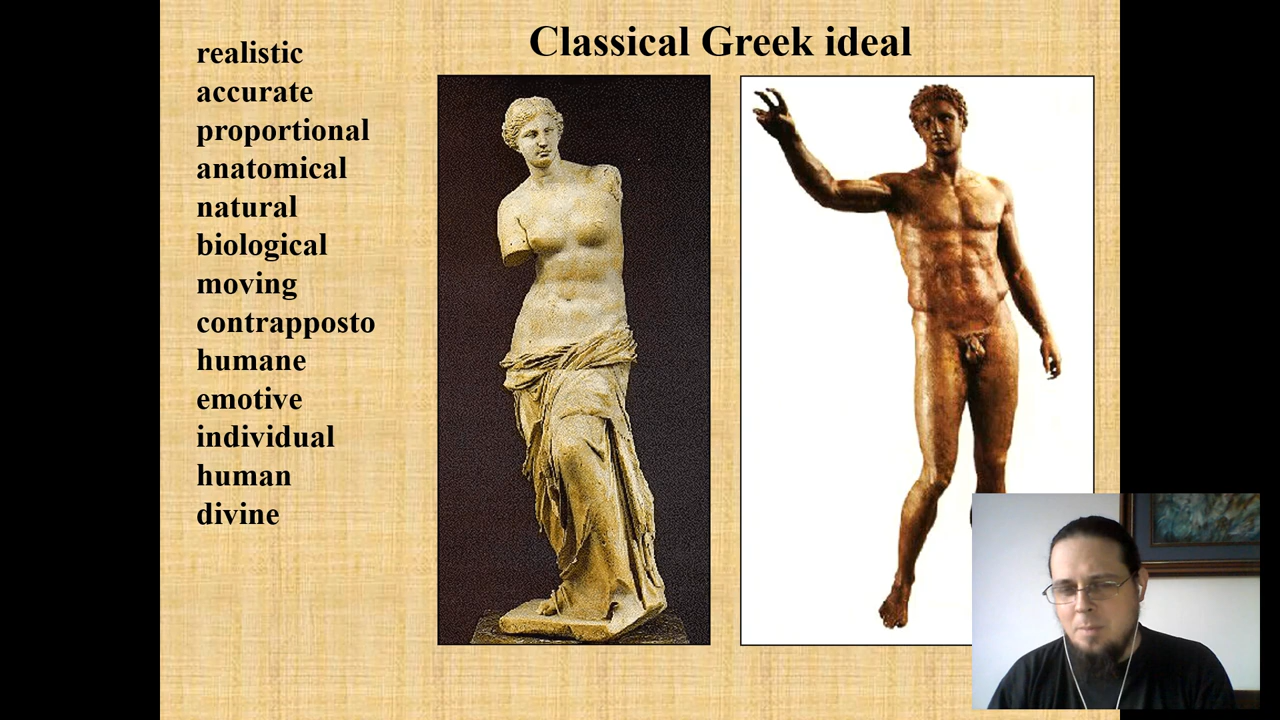 Classical Greek ideal
realistic
accurate
proportional
anatomical
natural
biological
moving
contrapposto
humane
emotive
individual
human
divine